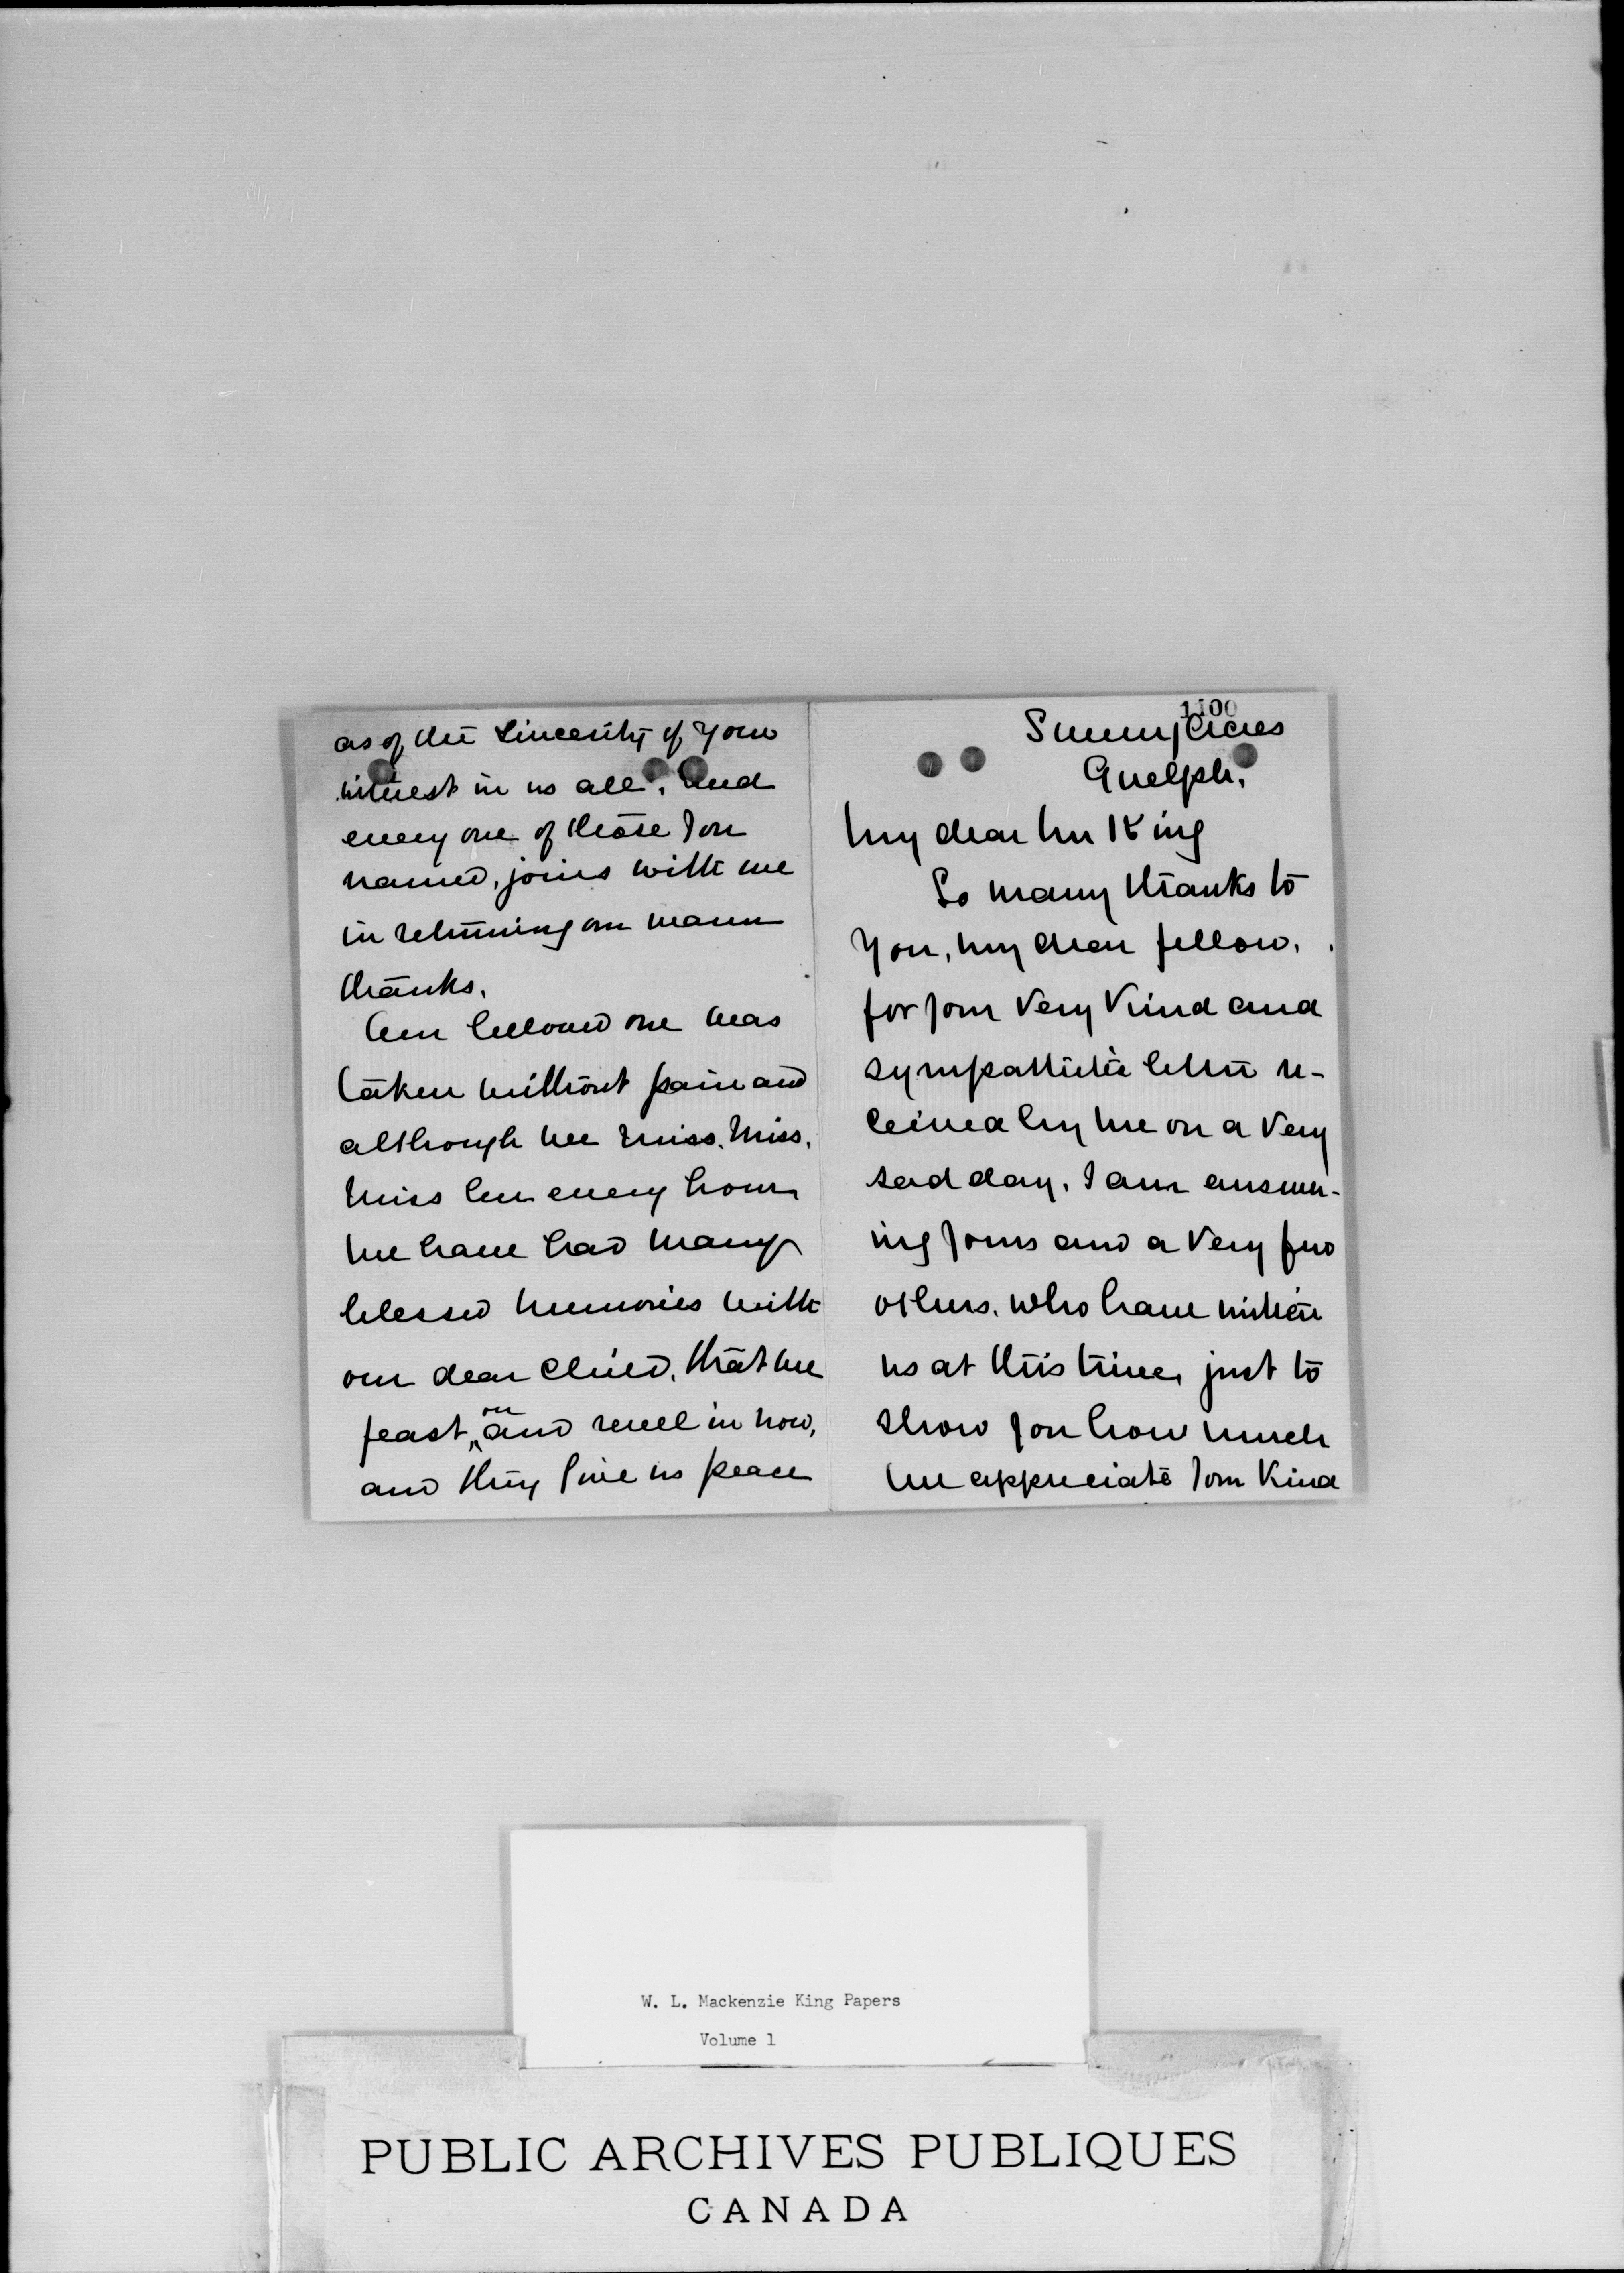 1100
Sunny Acres
Guelph.
My dear Mr King
So many thanks to
you, my dear fellow,
for your very kind and
sympathetic letter re-
ceived by me on a very
sad day. I am answer-
ing yours and a very few
others, who have written
us at this time, just to
show you how much
we appreciate your kind
as of the sincerity of your
interest in us all. And
every one of those you
named, joins with me
in returning our warm
thanks.
Our beloved one was
taken without pain and
although we miss, miss,
miss her every hour
we have had many
blessed memories with
our dear child, that we
feast on and revel in now,
and they give us peace
W. L. Mackenzie King Papers
Volume 1
PUBLIC ARCHIVES PUBLIQUES
CANADA